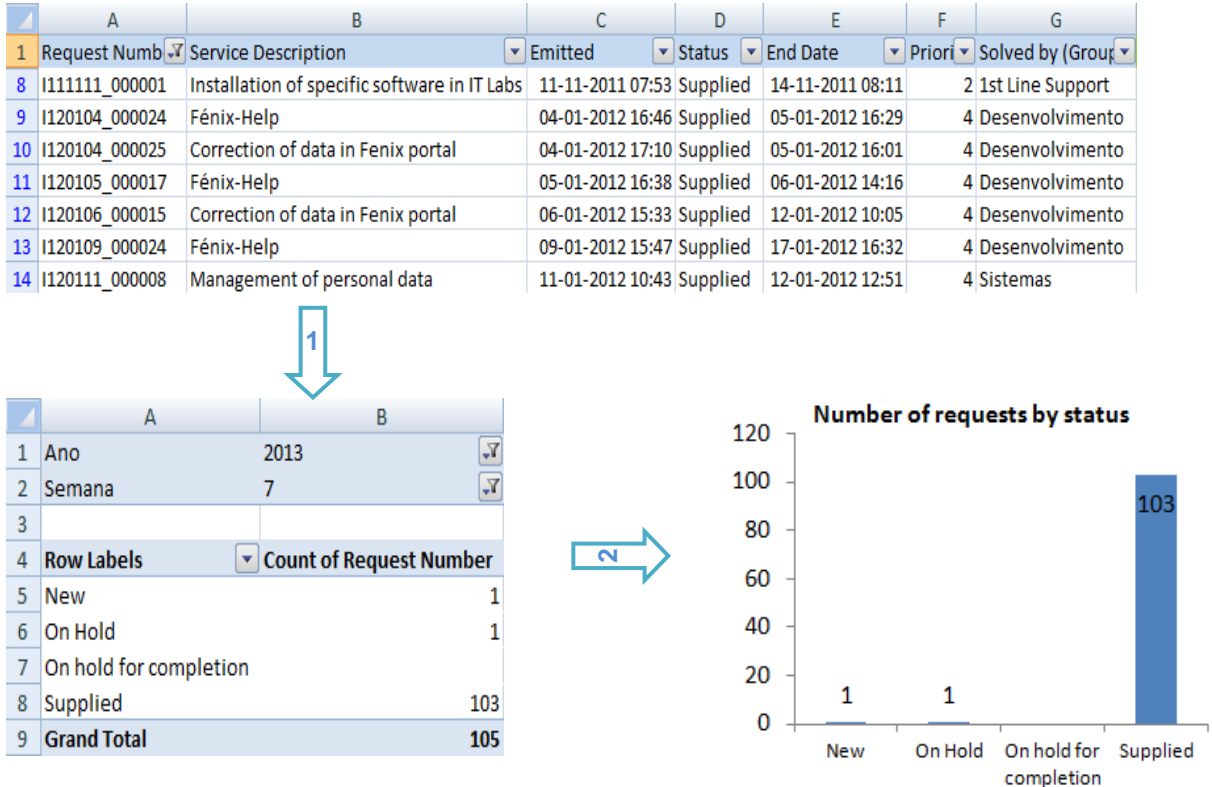 A B C D E F G
1 Request Numb Service Description Emitted Status End Date Priori Solved by (Group
8 I111111_000001 Installation of specific software in IT Labs 11-11-2011 07:53 Supplied 14-11-2011 08:11 2 1st Line Support
9 I120104_000024 Fénix-Help 04-01-2012 16:46 Supplied 05-01-2012 16:29 4 Desenvolvimento
10 I120104_000025 Correction of data in Fenix portal 04-01-2012 17:10 Supplied 05-01-2012 16:01 4 Desenvolvimento
11 I120105_000017 Fénix-Help 05-01-2012 16:38 Supplied 06-01-2012 14:16 4 Desenvolvimento
12 I120106_000015 Correction of data in Fenix portal 06-01-2012 15:33 Supplied 12-01-2012 10:05 4 Desenvolvimento
13 I120109_000024 Fénix-Help 09-01-2012 15:47 Supplied 17-01-2012 16:32 4 Desenvolvimento
14 I120111_000008 Management of personal data 11-01-2012 10:43 Supplied 12-01-2012 12:51 4 Sistemas
1
A B
1 Ano 2013
2 Semana 7
3
4 Row Labels Count of Request Number
5 New 1
6 On Hold 1
7 On hold for completion
8 Supplied 103
9 Grand Total 105
2
Number of requests by status
120
100
80
60
40
20
0
1 1 103
New On Hold On hold for Supplied
completion